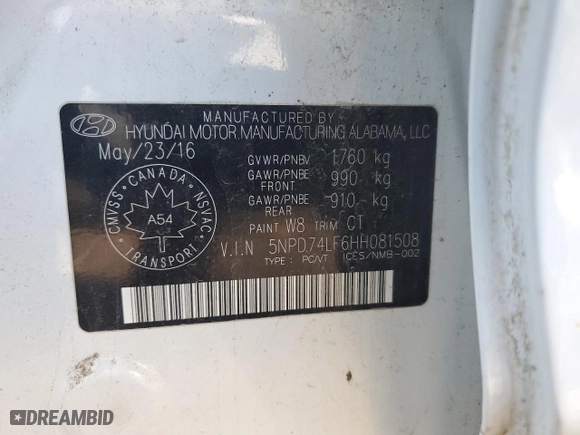 MANUFACTURED BY
HYUNDAI MOTOR MANUFACTURING ALABAMA, LLC
May/23/16
GVWR/PNBV 1760 kg
GAWR/PNBE FRONT 990 kg
GAWR/PNBE REAR 910 kg
PAINT W8 TRIM CT
V.I.N 5NPD74LF6HH081508
TYPE : PC/VT ICES/NMB-002
CANADA
CMVSS
NSVAC
A54
TRANSPORT
DREAMBID